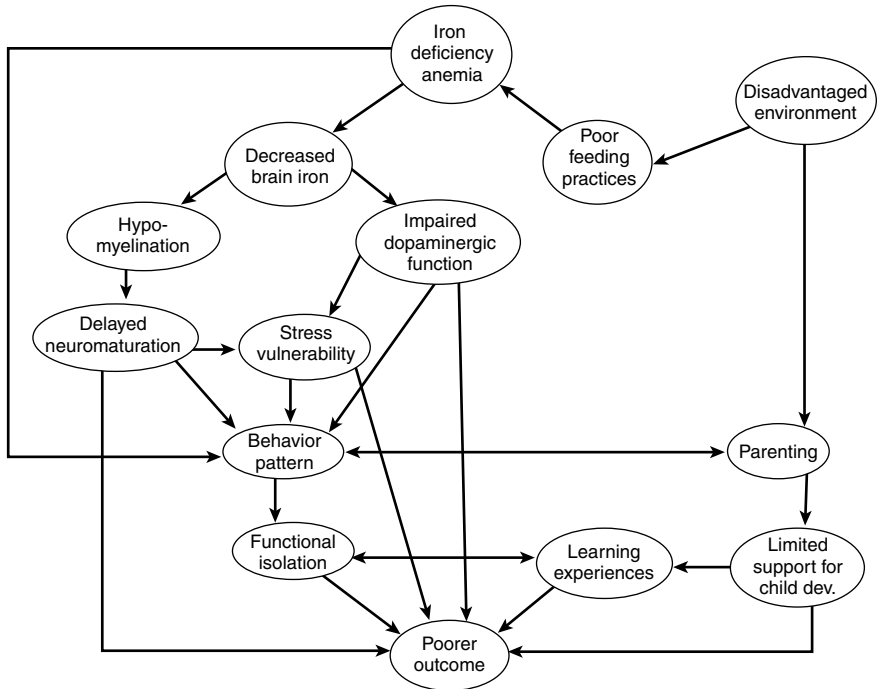 Iron
deficiency
anemia
Disadvantaged
environment
Poor
feeding
practices
Decreased
brain iron
Hypo-
myelination
Impaired
dopaminergic
function
Delayed
neuromaturation
Stress
vulnerability
Behavior
pattern
Parenting
Functional
isolation
Learning
experiences
Limited
support for
child dev.
Poorer
outcome